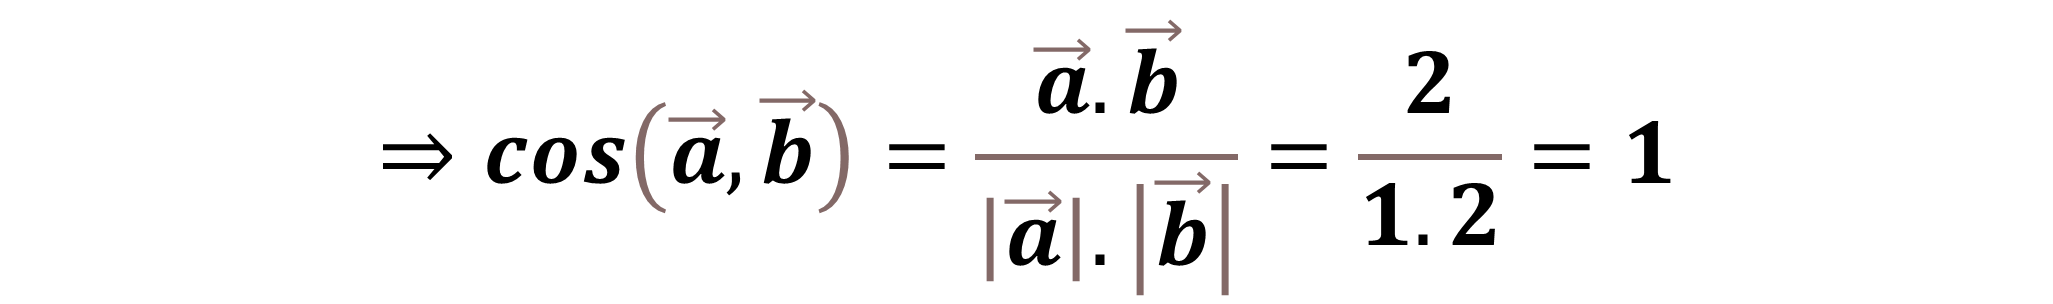 ⇒ cos(a⃗, b⃗) = (a⃗. b⃗)/(|a⃗|. |b⃗|) = 2/(1. 2) = 1